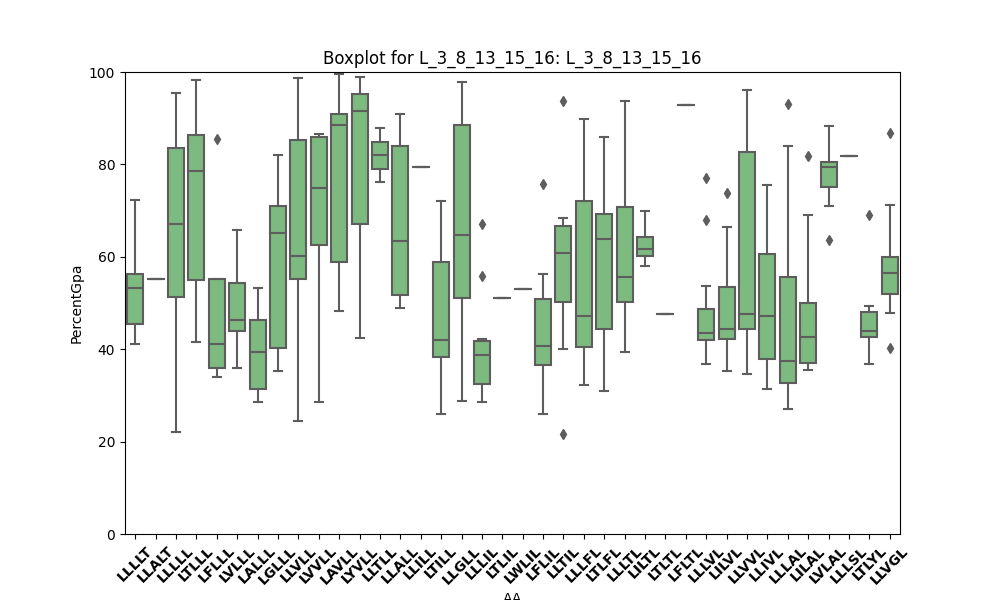 Boxplot for L_3_8_13_15_16: L_3_8_13_15_16
100
80
60
40
20
0
PercentGpa
LLLLT
LLALT
LLLLL
LTLLL
LFLLL
LVLLL
LALLL
LGLLL
LLVLL
LVVLL
LAVLL
LYVLL
LLTLL
LLALL
LLILL
LTILL
LLGLL
LLLIL
LTLIL
LWLIL
LFLIL
LLTIL
LLLFL
LTLFL
LLLTL
LILTL
LTLTL
LFLTL
LLLVL
LILVL
LLVVL
LLIVL
LLLAL
LILAL
LVLAL
LLLSL
LTLYL
LLVGL
AA